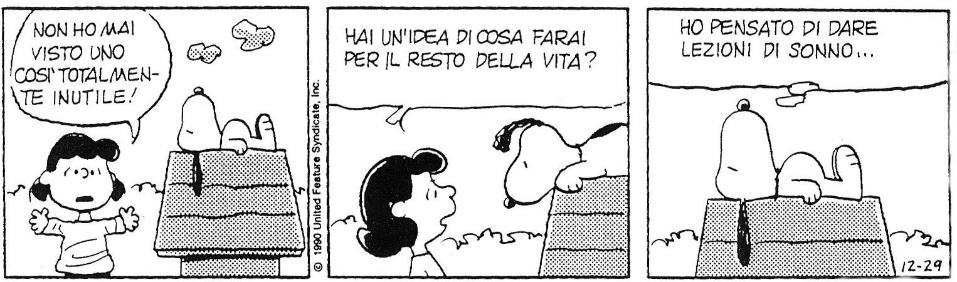 NON HO MAI
VISTO UNO
COSI' TOTALMEN-
TE INUTILE!
© 1990 United Feature Syndicate, Inc.
HAI UN'IDEA DI COSA FARAI
PER IL RESTO DELLA VITA?
HO PENSATO DI DARE
LEZIONI DI SONNO...
12-29